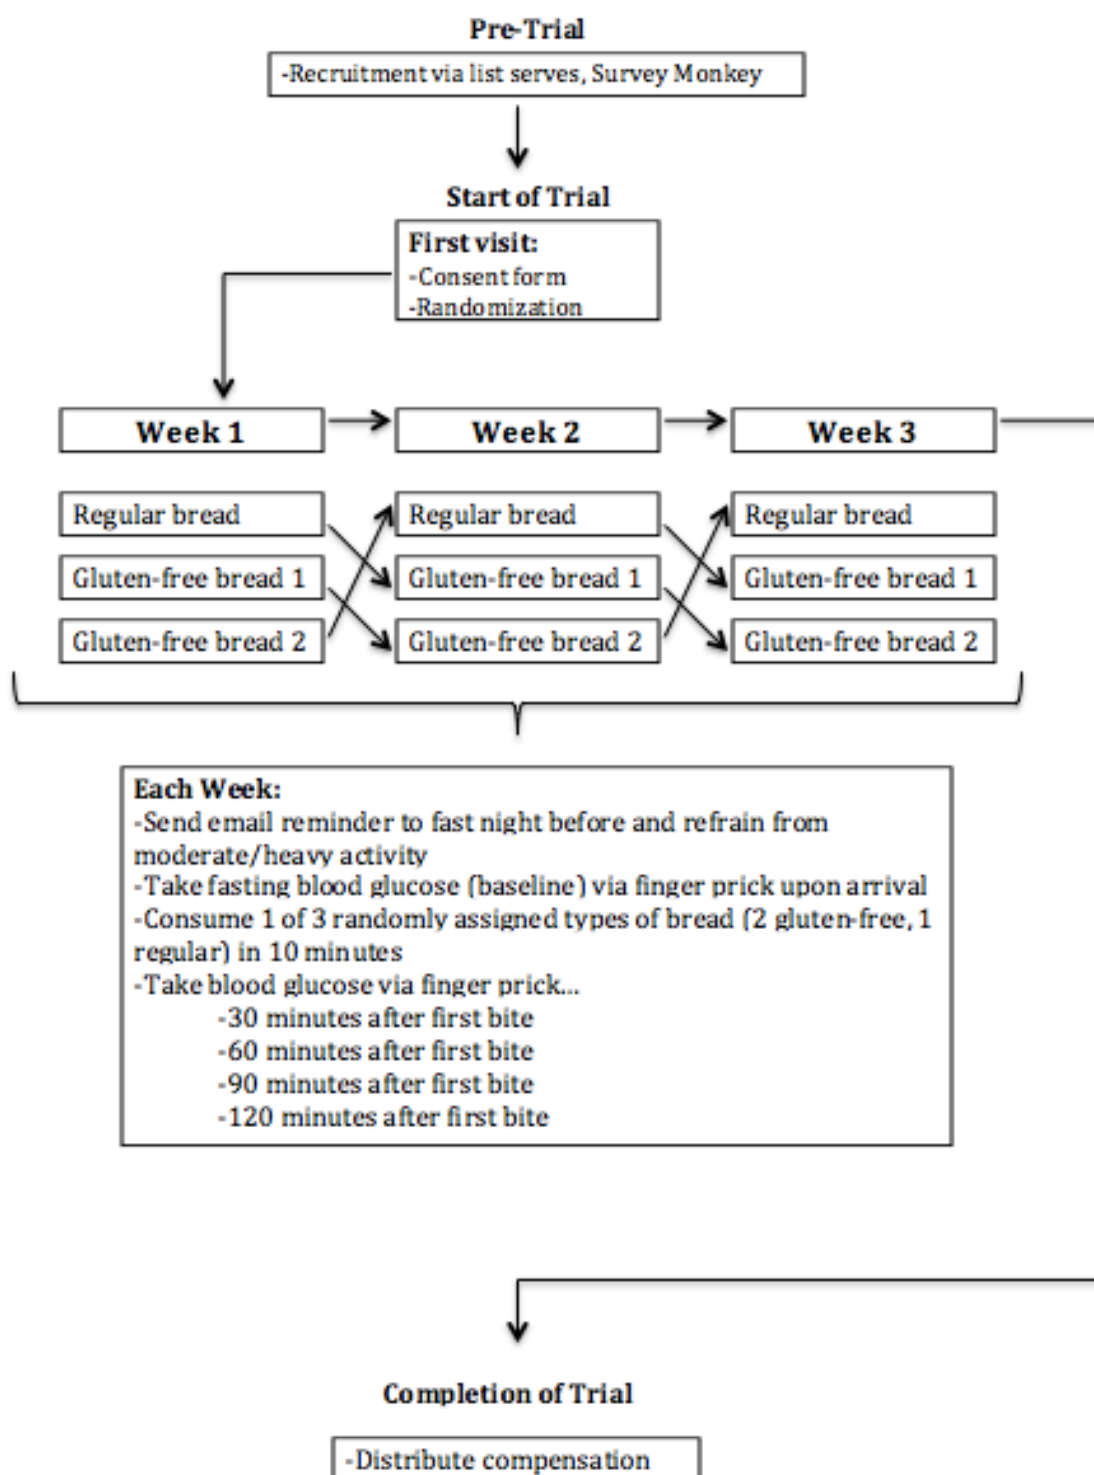 Pre-Trial
-Recruitment via list serves, Survey Monkey
Start of Trial
First visit:
-Consent form
-Randomization
Week 1
Week 2
Week 3
Regular bread
Regular bread
Regular bread
Gluten-free bread 1
Gluten-free bread 1
Gluten-free bread 1
Gluten-free bread 2
Gluten-free bread 2
Gluten-free bread 2
Each Week:
-Send email reminder to fast night before and refrain from
moderate/heavy activity
-Take fasting blood glucose (baseline) via finger prick upon arrival
-Consume 1 of 3 randomly assigned types of bread (2 gluten-free, 1
regular) in 10 minutes
-Take blood glucose via finger prick...
-30 minutes after first bite
-60 minutes after first bite
-90 minutes after first bite
-120 minutes after first bite
Completion of Trial
-Distribute compensation